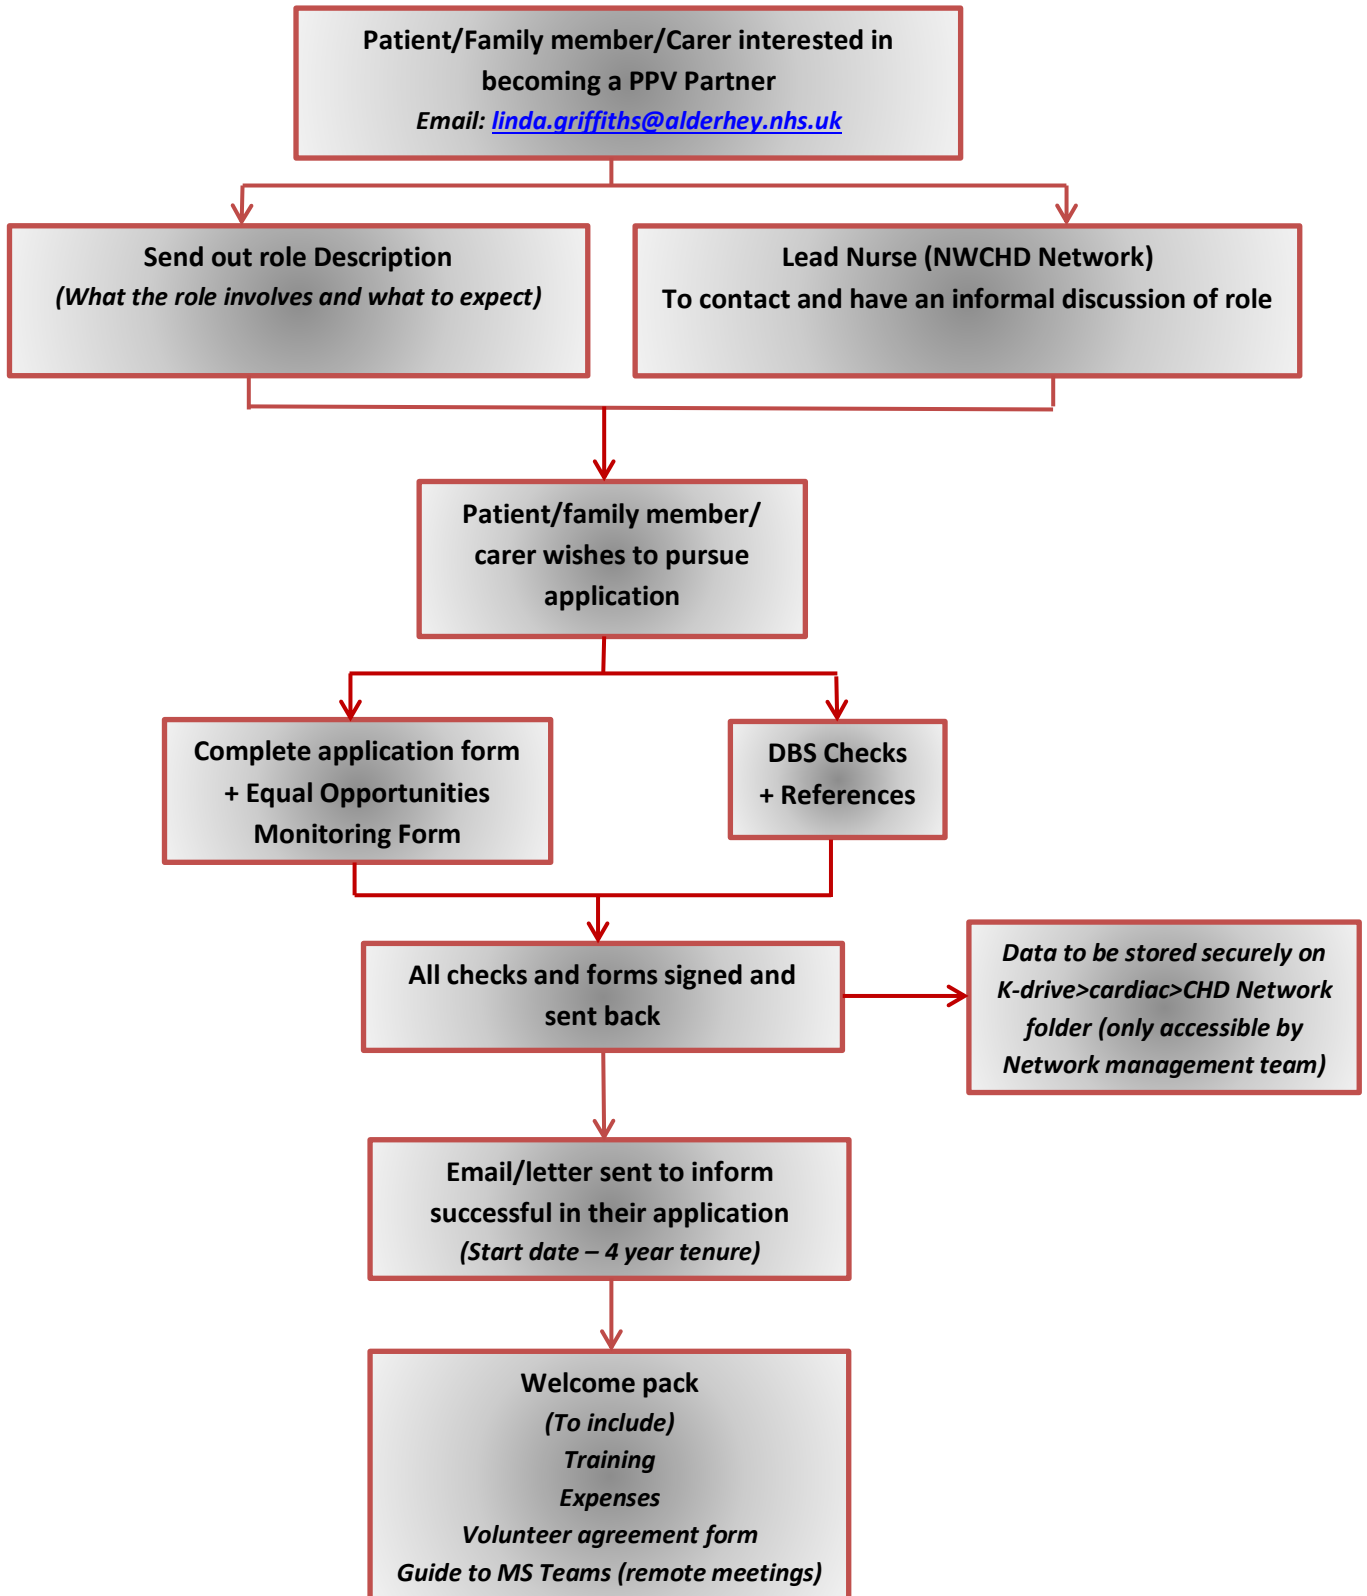 Patient/Family member/Carer interested in
becoming a PPV Partner
Email: linda.griffiths@alderhey.nhs.uk
Send out role Description
(What the role involves and what to expect)
Lead Nurse (NWCHD Network)
To contact and have an informal discussion of role
Patient/family member/
carer wishes to pursue
application
Complete application form
+ Equal Opportunities
Monitoring Form
DBS Checks
+ References
All checks and forms signed and
sent back
Data to be stored securely on
K-drive>cardiac>CHD Network
folder (only accessible by
Network management team)
Email/letter sent to inform
successful in their application
(Start date – 4 year tenure)
Welcome pack
(To include)
Training
Expenses
Volunteer agreement form
Guide to MS Teams (remote meetings)